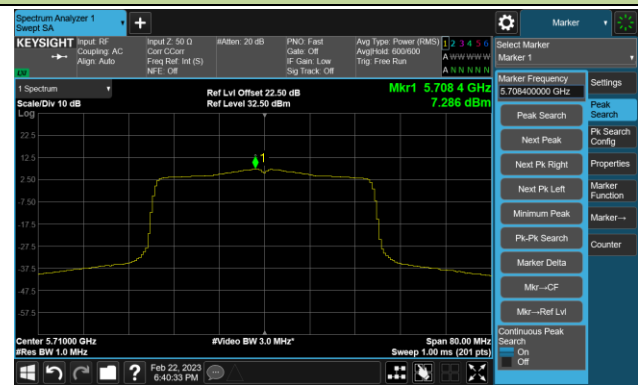 Spectrum Analyzer 1
Swept SA
+
Marker
KEYSIGHT
Input: RF
Coupling: AC
Align: Auto
Input Z: 50 Ω
Corr CCorr
Freq Ref: Int (S)
NFE: Off
#Atten: 20 dB
PNO: Fast
Gate: Off
IF Gain: Low
Sig Track: Off
Avg Type: Power (RMS)
Avg|Hold: 600/600
Trig: Free Run
1 2 3 4 5 6
A W W W W W
A N N N N N
LXI
1 Spectrum
Scale/Div 10 dB
Log
Ref Lvl Offset 22.50 dB
Ref Level 32.50 dBm
Mkr1 5.708 4 GHz
7.286 dBm
22.5
12.5
2.50
-7.50
-17.5
-27.5
-37.5
-47.5
-57.5
1
Center 5.71000 GHz
#Res BW 1.0 MHz
#Video BW 3.0 MHz*
Span 80.00 MHz
Sweep 1.00 ms (201 pts)
Select Marker
Marker 1
Marker Frequency
5.708400000 GHz
Peak Search
Next Peak
Next Pk Right
Next Pk Left
Minimum Peak
Pk-Pk Search
Marker Delta
Mkr→CF
Mkr→Ref Lvl
Continuous Peak
Search
On
Off
Settings
Peak
Search
Pk Search
Config
Properties
Marker
Function
Marker→
Counter
?
Feb 22, 2023
6:40:33 PM